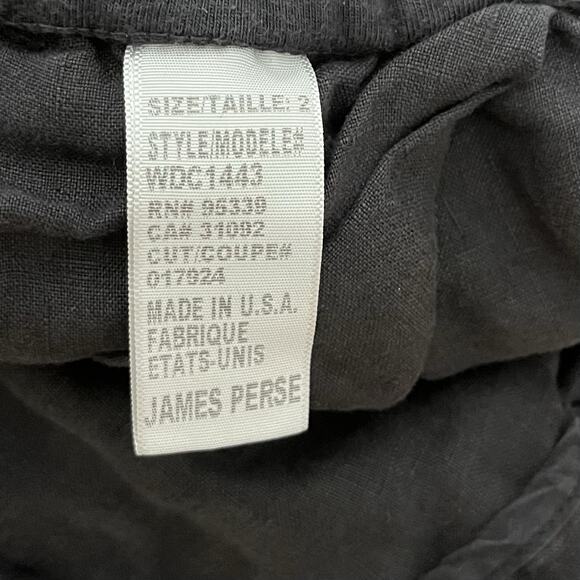 SIZE/TAILLE: 2
STYLE/MODELE#
WDC1443
RN# 95339
CA# 31092
CUT/COUPE#
017924
MADE IN U.S.A.
FABRIQUE
ETATS-UNIS
JAMES PERSE